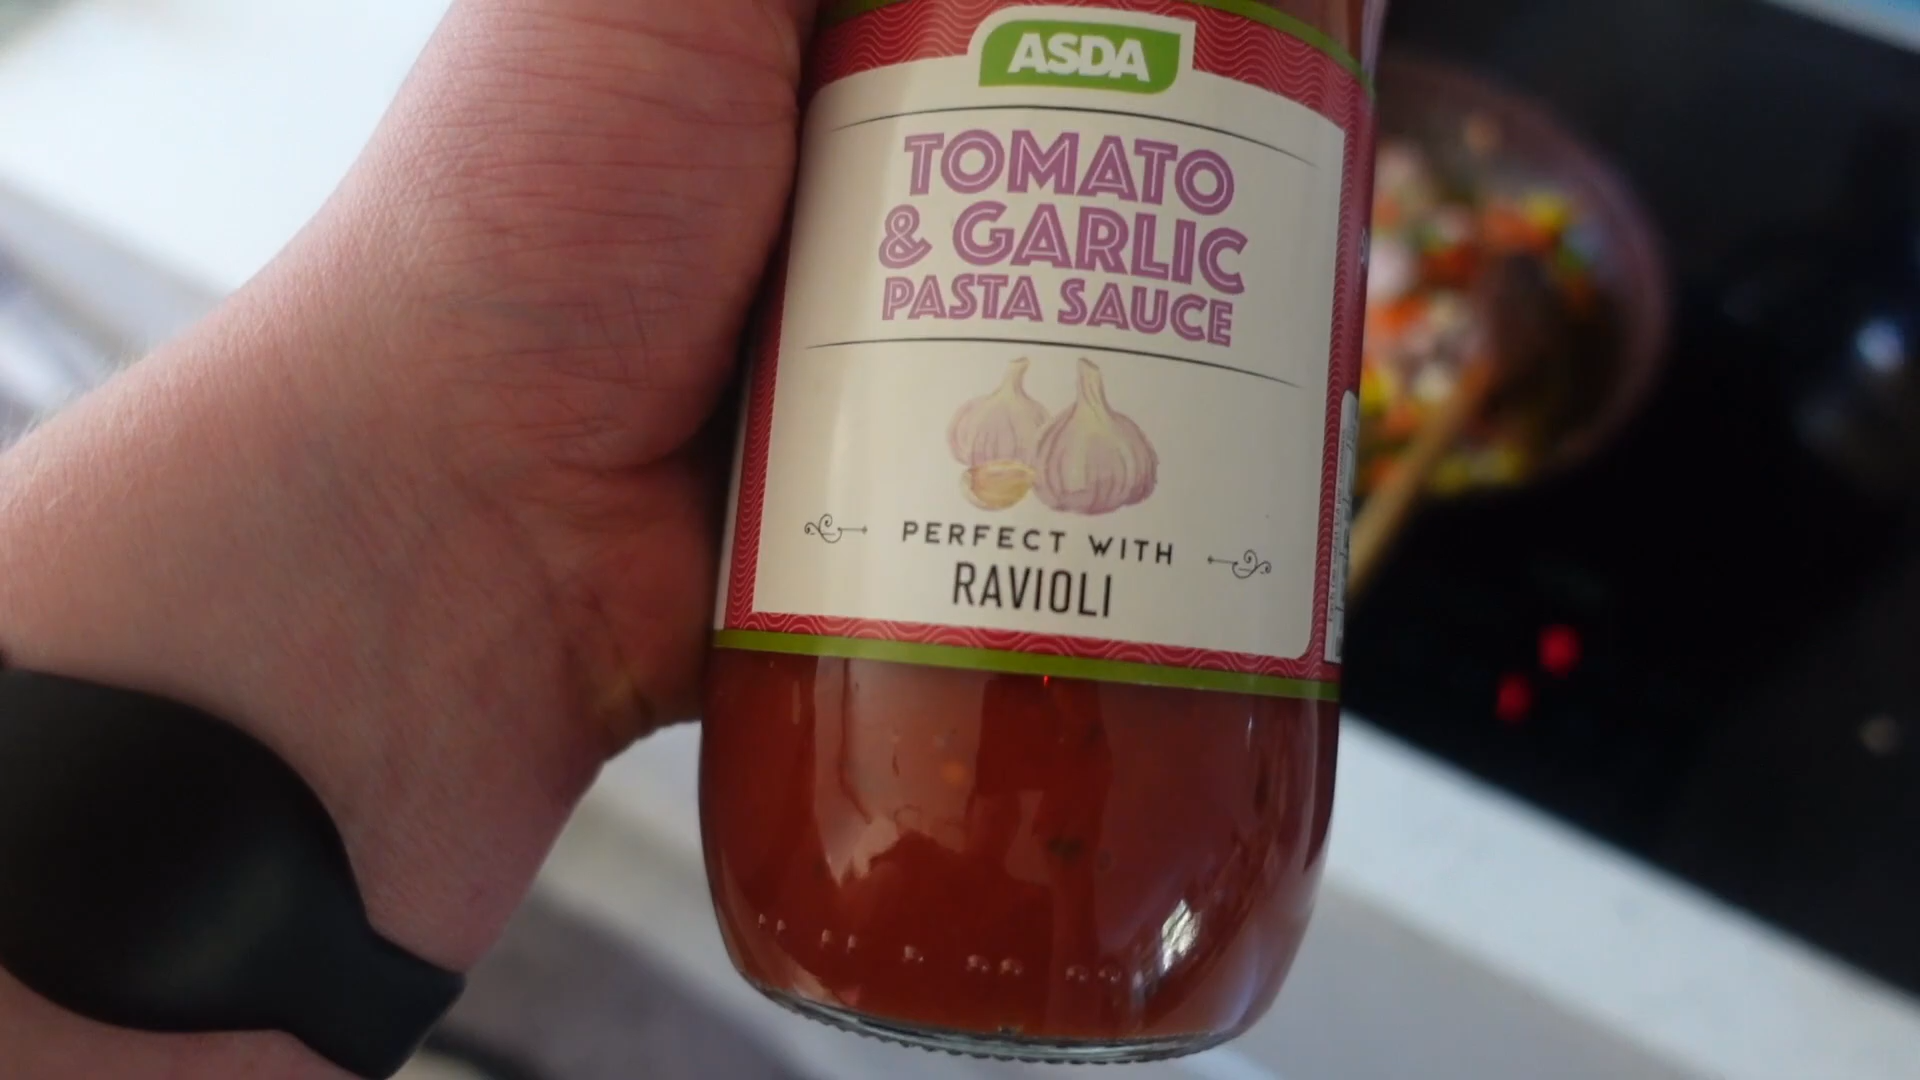 ASDA
TOMATO
& GARLIC
PASTA SAUCE
PERFECT WITH
RAVIOLI